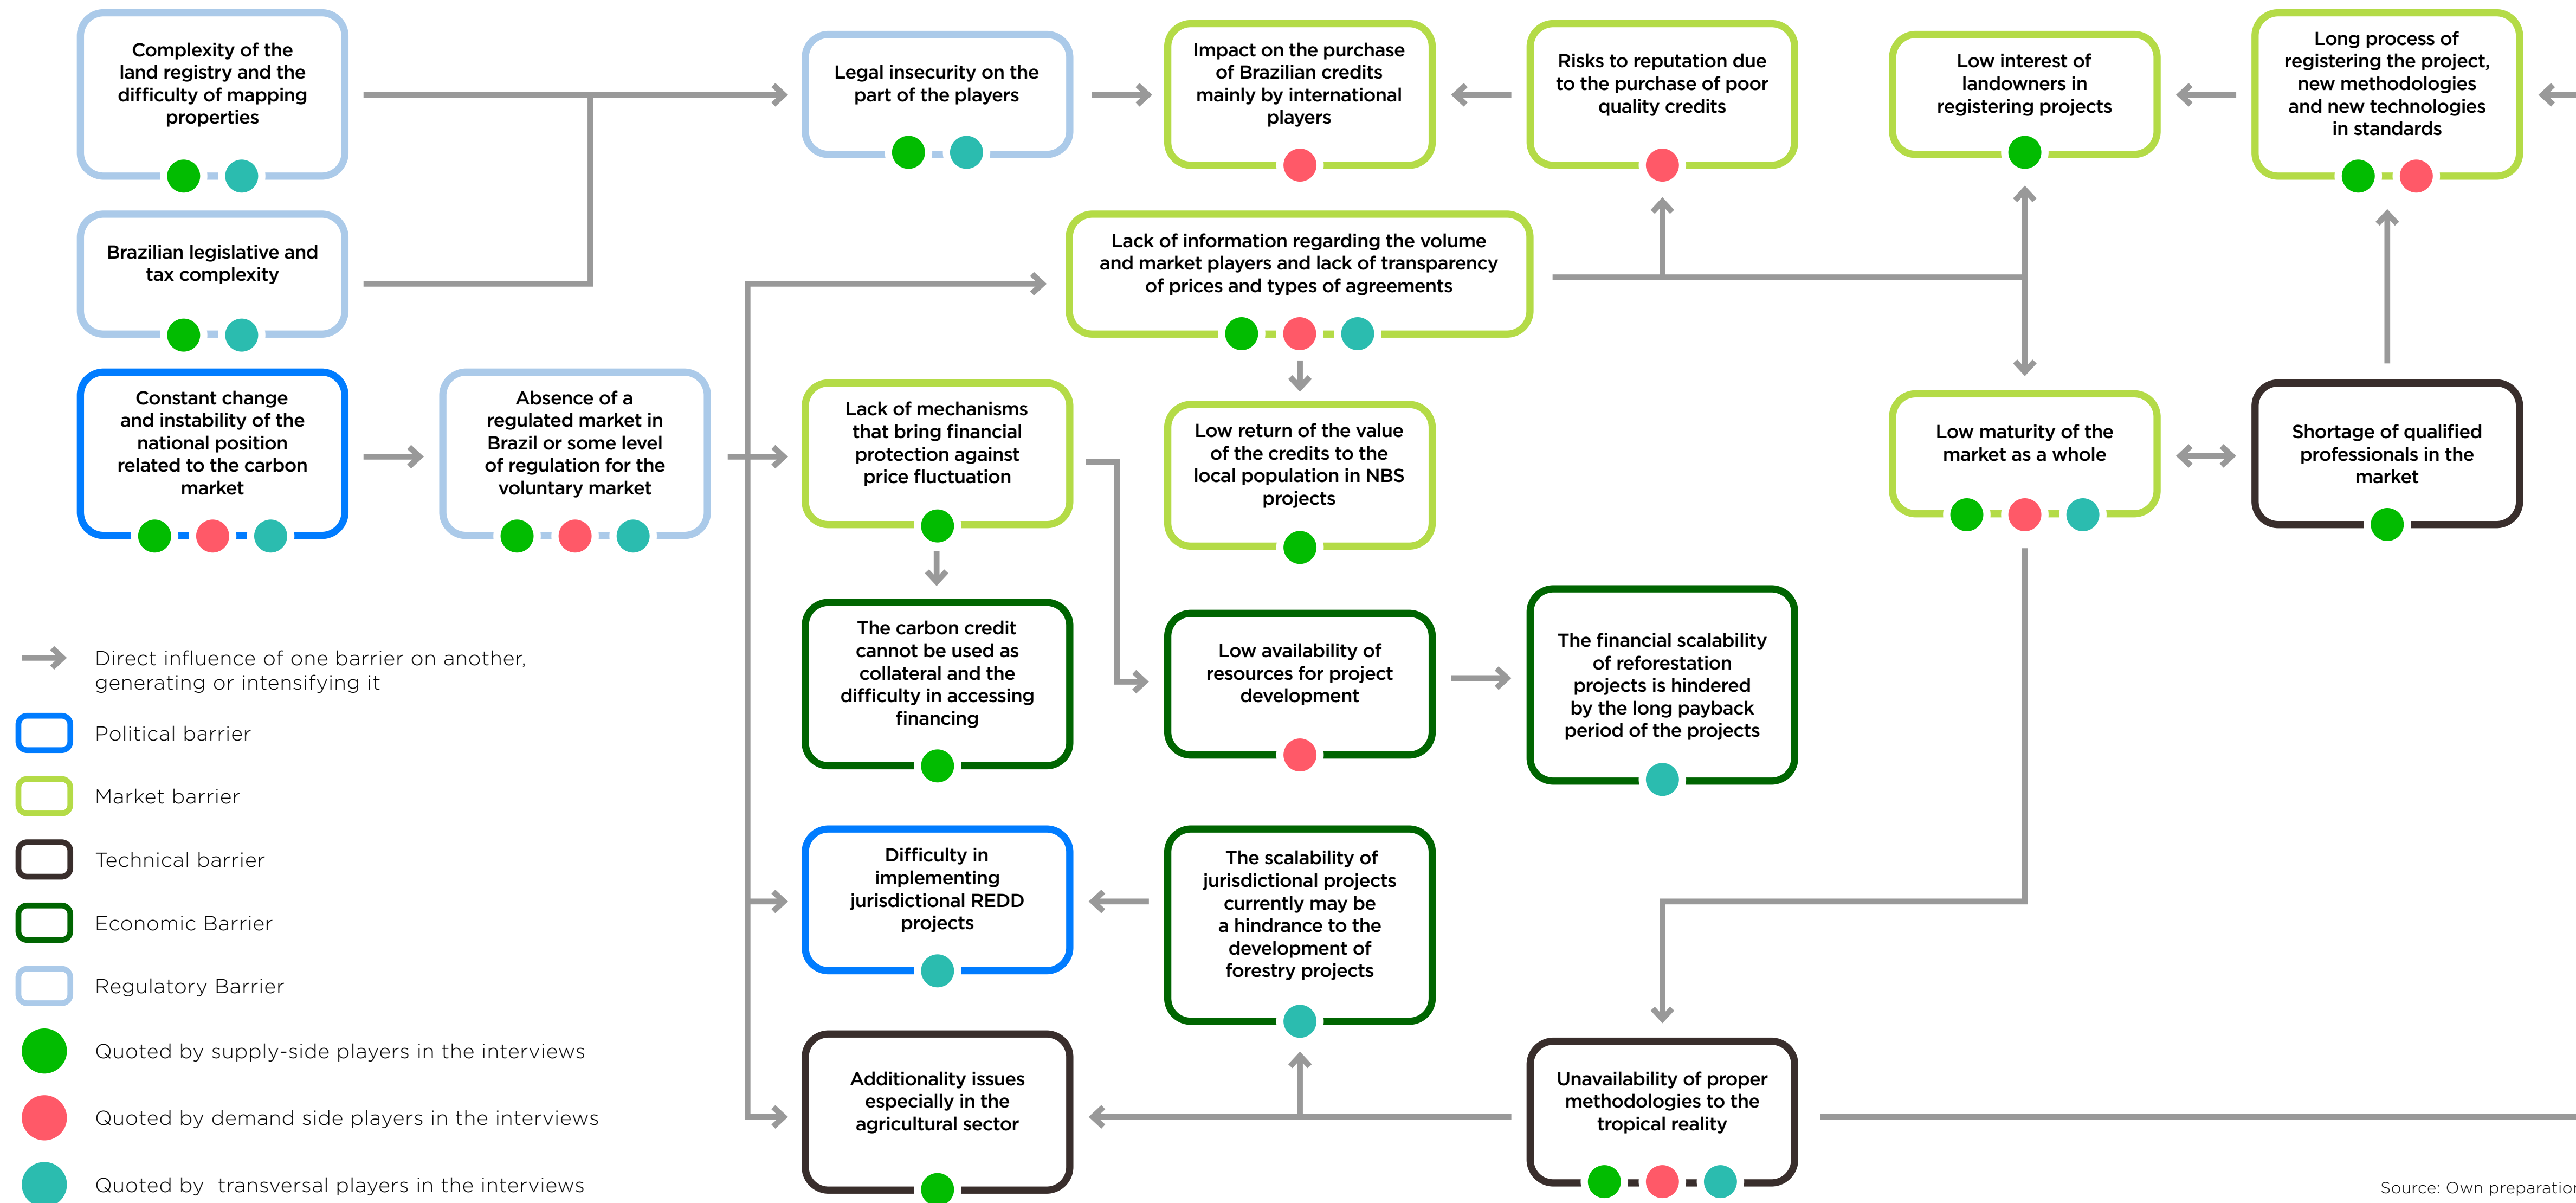 Complexity of the
land registry and the
difficulty of mapping
properties
Legal insecurity on the
part of the players
Impact on the purchase
of Brazilian credits
mainly by international
players
Risks to reputation due
to the purchase of poor
quality credits
Low interest of
landowners in
registering projects
Long process of
registering the project,
new methodologies
and new technologies
in standards
Brazilian legislative and
tax complexity
Lack of information regarding the volume
and market players and lack of transparency
of prices and types of agreements
Constant change
and instability of the
national position
related to the carbon
market
Absence of a
regulated market in
Brazil or some level
of regulation for the
voluntary market
Lack of mechanisms
that bring financial
protection against
price fluctuation
Low return of the value
of the credits to the
local population in NBS
projects
Low maturity of the
market as a whole
Shortage of qualified
professionals in the
market
The carbon credit
cannot be used as
collateral and the
difficulty in accessing
financing
Low availability of
resources for project
development
The financial scalability
of reforestation
projects is hindered
by the long payback
period of the projects
Difficulty in
implementing
jurisdictional REDD
projects
The scalability of
jurisdictional projects
currently may be
a hindrance to the
development of
forestry projects
Additionality issues
especially in the
agricultural sector
Unavailability of proper
methodologies to the
tropical reality
Direct influence of one barrier on another,
generating or intensifying it
Political barrier
Market barrier
Technical barrier
Economic Barrier
Regulatory Barrier
Quoted by supply-side players in the interviews
Quoted by demand side players in the interviews
Quoted by transversal players in the interviews
Source: Own preparation